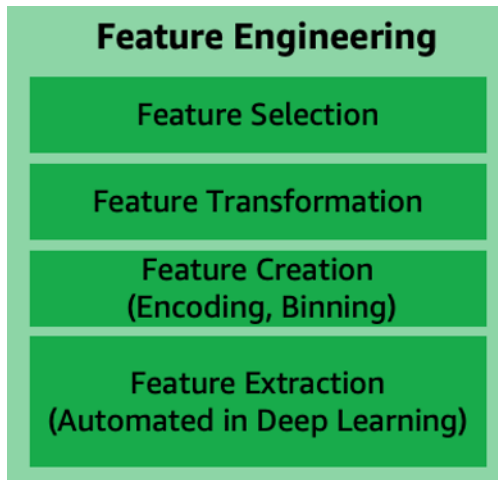 Feature Engineering
Feature Selection
Feature Transformation
Feature Creation
(Encoding, Binning)
Feature Extraction
(Automated in Deep Learning)